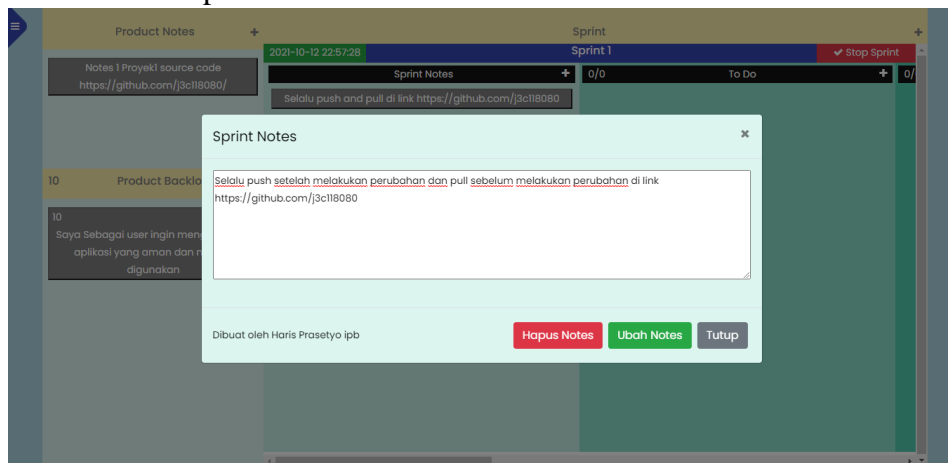 Product Notes +
Sprint +
2021-10-12 22:57:28
Sprint 1
Stop Sprint
Notes 1 Proyek1 source code
https://github.com/j3c118080/
Sprint Notes +
0/0 To Do +
0/
Selalu push and pull di link https://github.com/j3c118080
Sprint Notes ×
Selalu push setelah melakukan perubahan dan pull sebelum melakukan perubahan di link
https://github.com/j3c118080
10 Product Backlo
10
Saya Sebagai user ingin men
aplikasi yang aman dan
digunakan
Dibuat oleh Haris Prasetyo ipb
Hapus Notes
Ubah Notes
Tutup